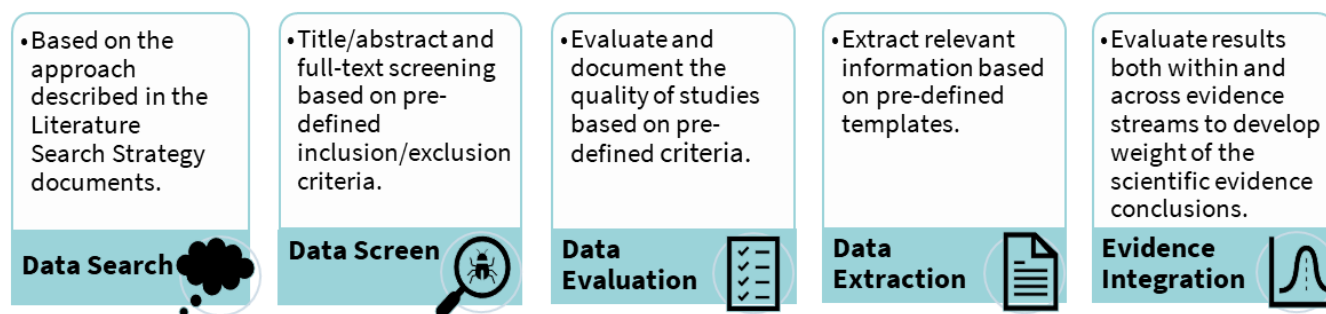 •Based on the
approach
described in the
Literature
Search Strategy
documents.
Data Search
•Title/abstract and
full-text screening
based on pre-
defined
inclusion/exclusion
criteria.
Data Screen
•Evaluate and
document the
quality of studies
based on pre-
defined criteria.
Data
Evaluation
•Extract relevant
information based
on pre-defined
templates.
Data
Extraction
•Evaluate results
both within and
across evidence
streams to develop
weight of the
scientific evidence
conclusions.
Evidence
Integration